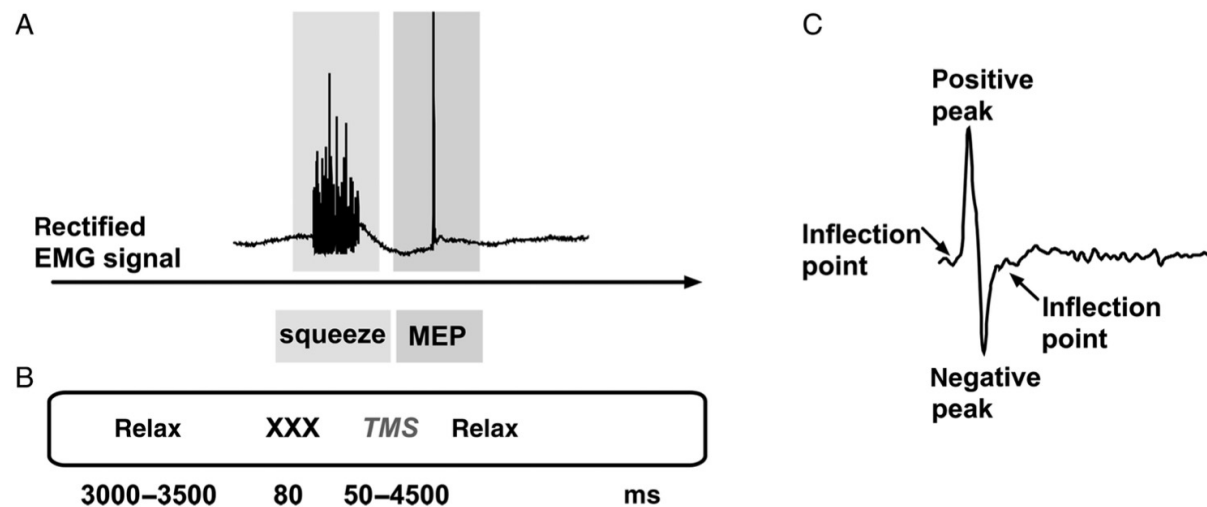 A
Rectified
EMG signal
squeeze MEP
B
Relax XXX TMS Relax
3000–3500 80 50–4500 ms
C
Positive
peak
Inflection
point
Inflection
point
Negative
peak